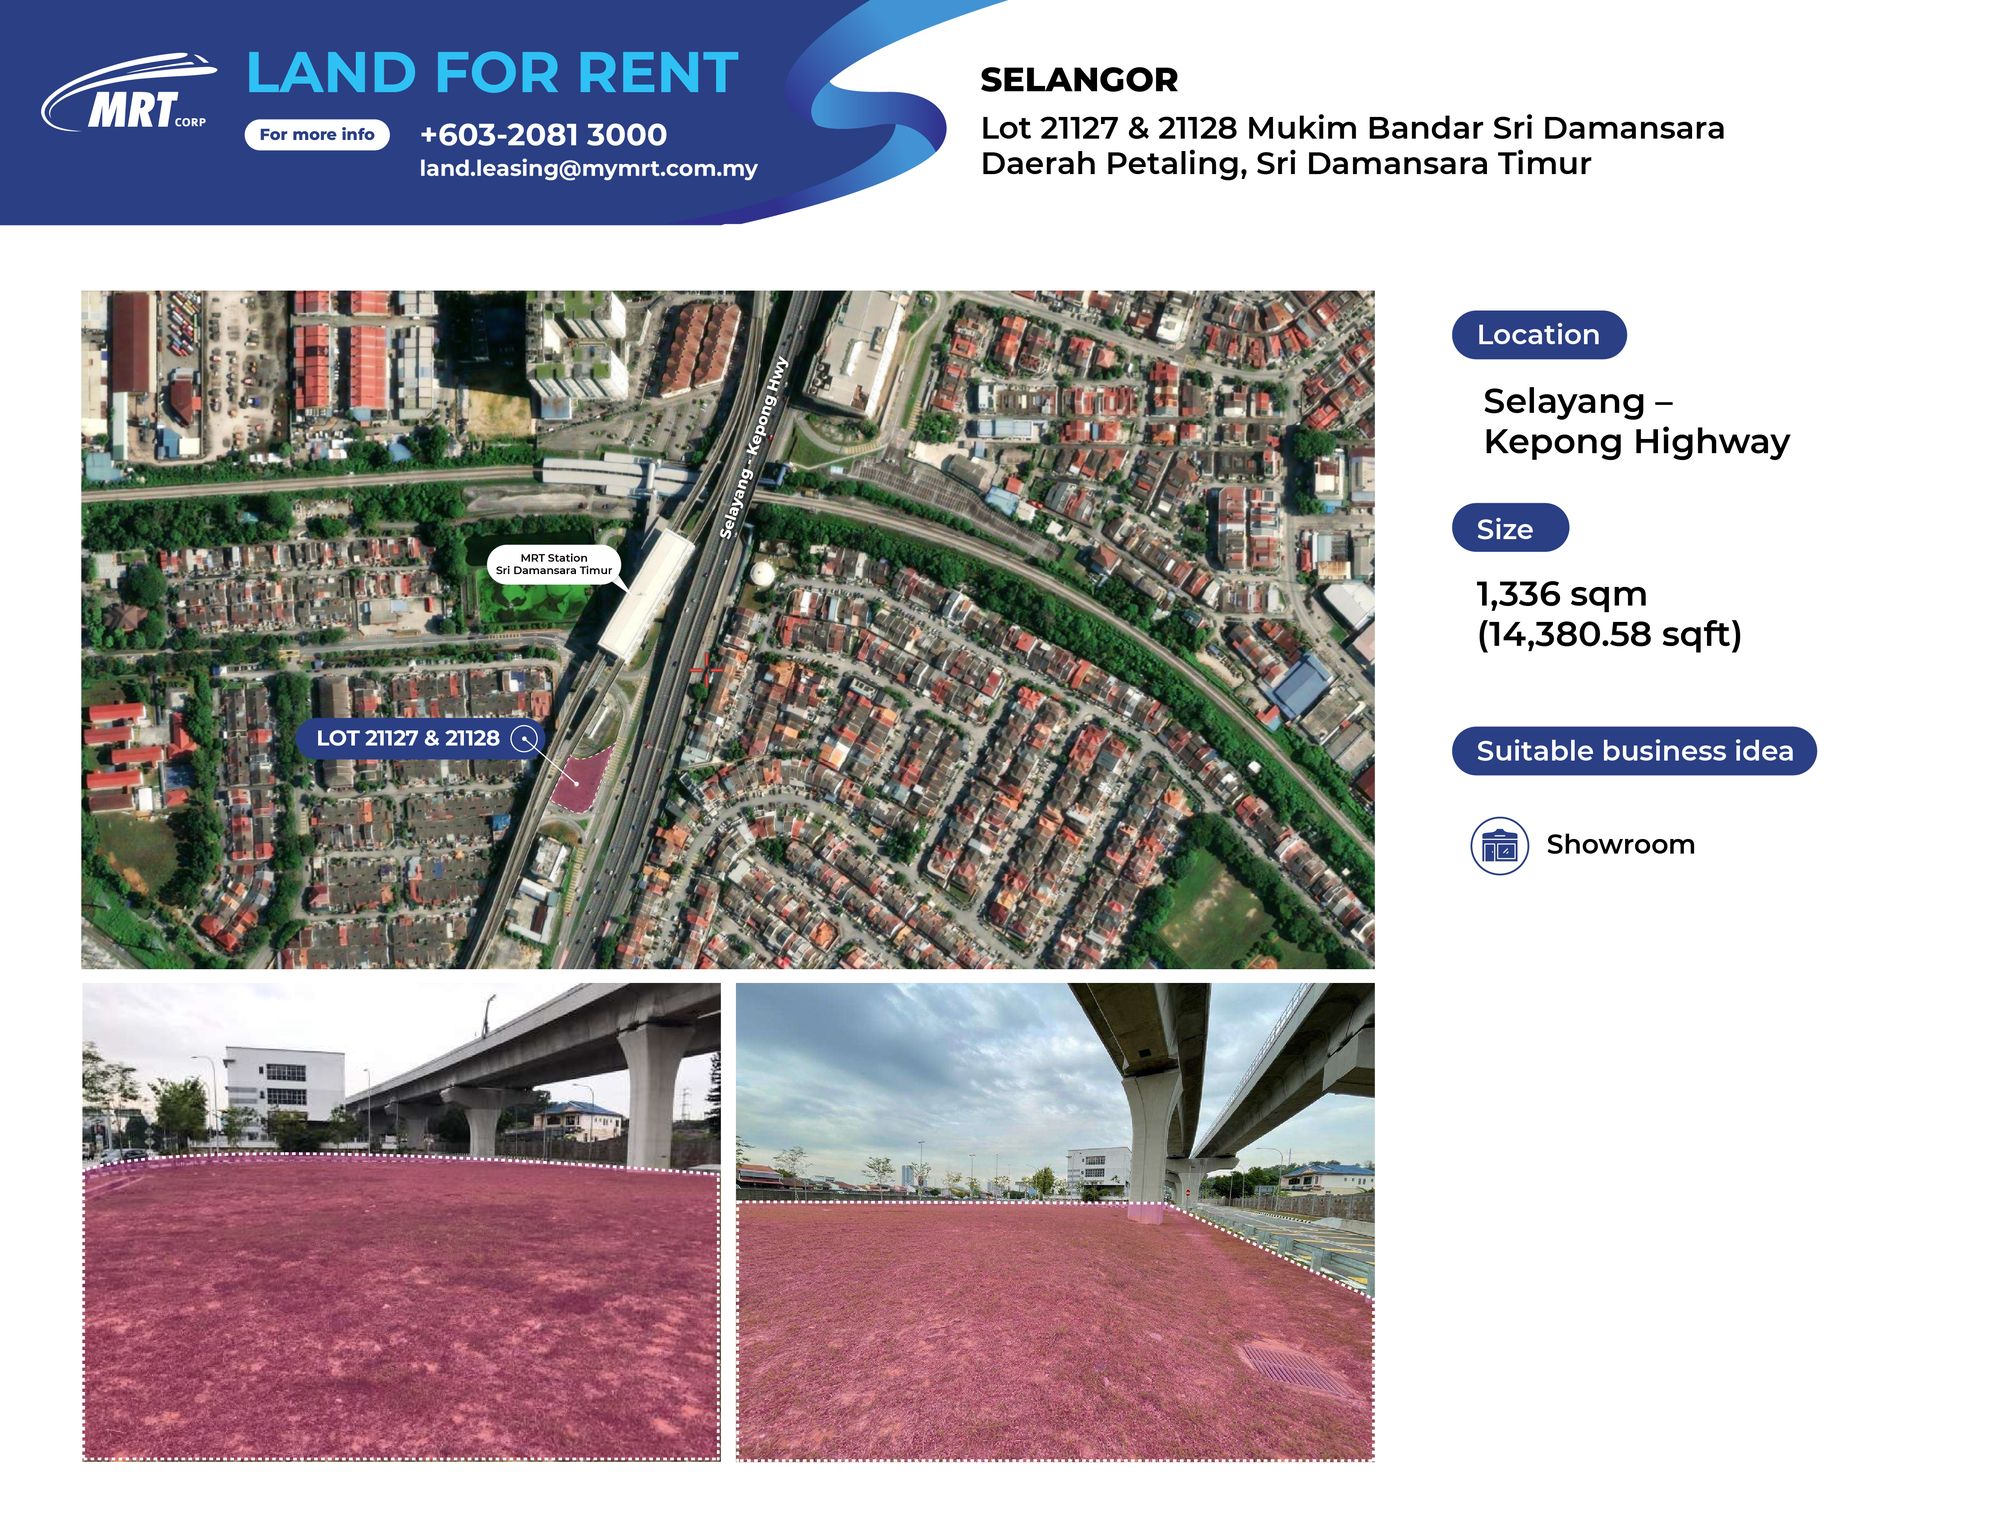 MRT CORP
LAND FOR RENT
For more info
+603-2081 3000
land.leasing@mymrt.com.my
SELANGOR
Lot 21127 & 21128 Mukim Bandar Sri Damansara
Daerah Petaling, Sri Damansara Timur
Selayang - Kepong Hwy
MRT Station
Sri Damansara Timur
LOT 21127 & 21128
Location
Selayang –
Kepong Highway
Size
1,336 sqm
(14,380.58 sqft)
Suitable business idea
Showroom